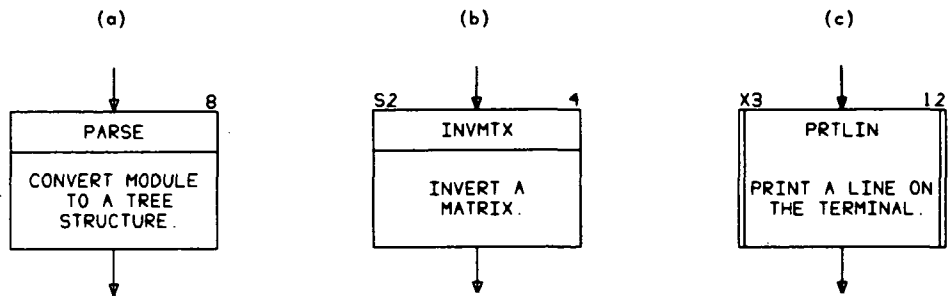 (a)
(b)
(c)
8
PARSE
CONVERT MODULE
TO A TREE
STRUCTURE.
S2 4
INVMTX
INVERT A
MATRIX.
X3 12
PRTLIN
PRINT A LINE ON
THE TERMINAL.